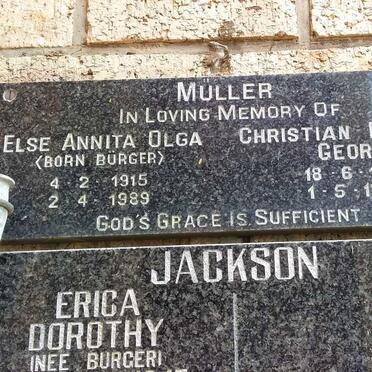 MULLER
IN LOVING MEMORY OF
ELSE ANNITA OLGA CHRISTIAN
(BORN BURGER) GEOR
4-2-1915 18-6-
2-4-1989 1-5-1
GOD'S GRACE IS SUFFICIENT
JACKSON
ERICA
DOROTHY
(NEE BURGER)